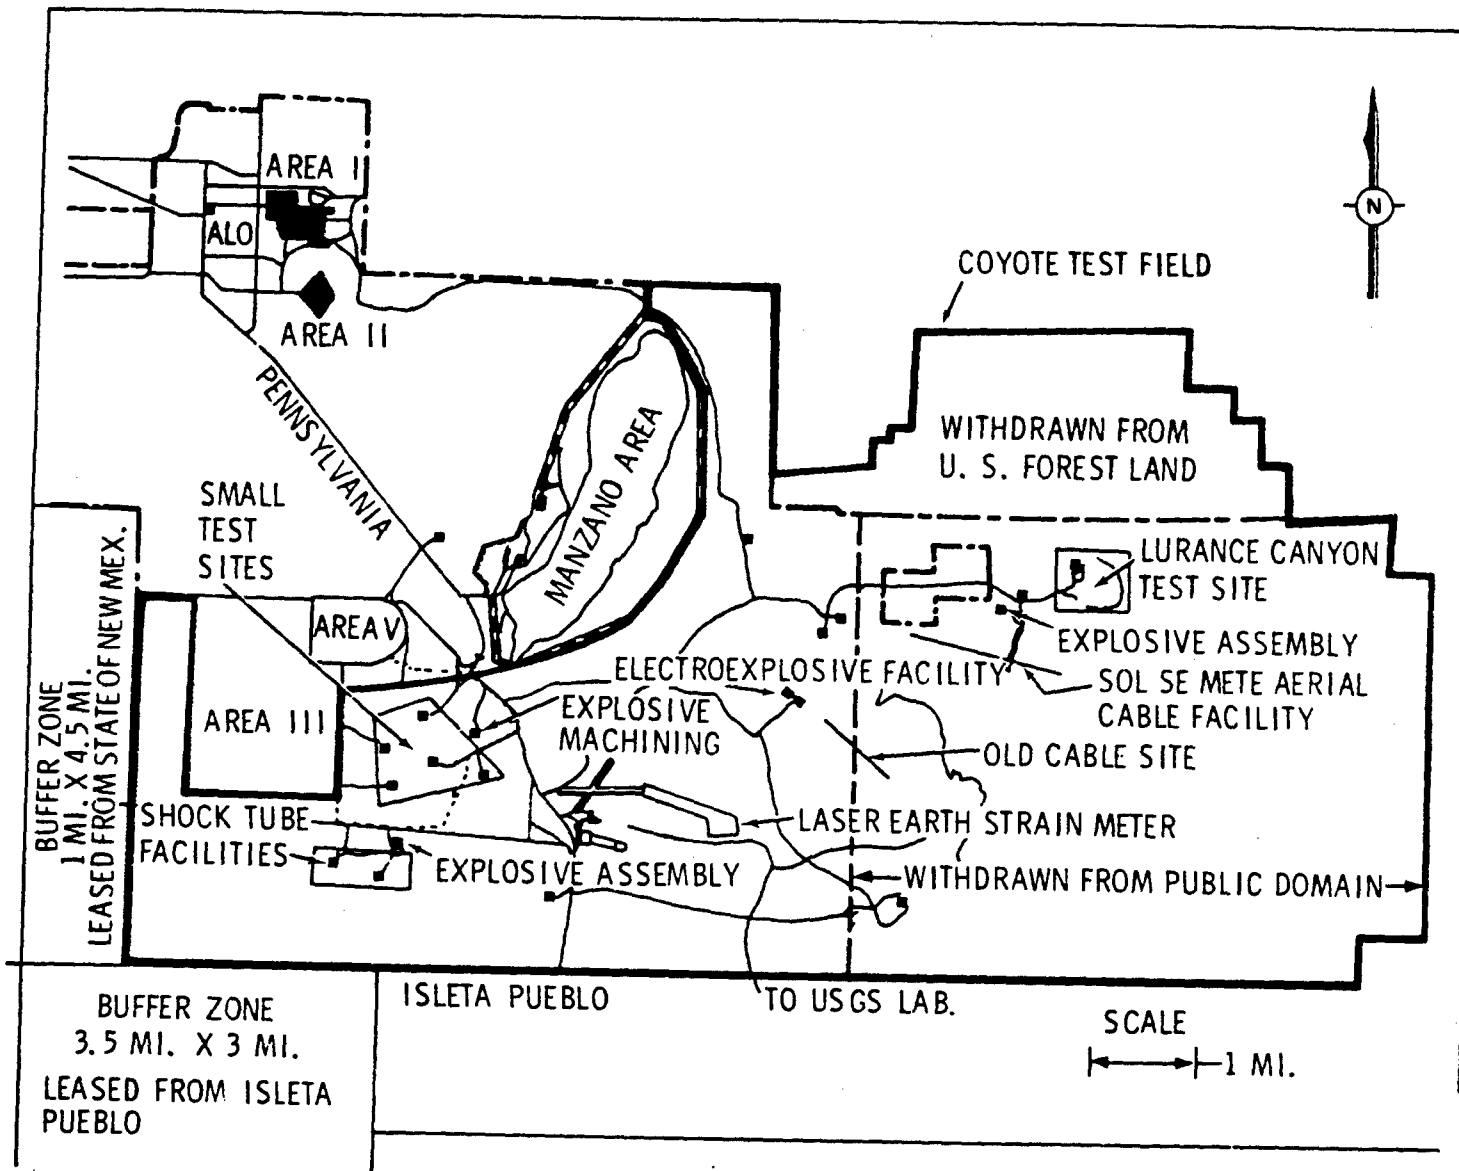 AREA I
ALO
AREA II
N
COYOTE TEST FIELD
PENNSYLVANIA
MANZANO AREA
WITHDRAWN FROM
U. S. FOREST LAND
SMALL
TEST
SITES
LURANCE CANYON
TEST SITE
AREA V
EXPLOSIVE ASSEMBLY
ELECTROEXPLOSIVE FACILITY
SOL SE METE AERIAL
CABLE FACILITY
AREA III
EXPLOSIVE
MACHINING
OLD CABLE SITE
BUFFER ZONE
1 MI. X 4.5 MI.
LEASED FROM STATE OF NEW MEX.
SHOCK TUBE
FACILITIES
LASER EARTH STRAIN METER
EXPLOSIVE ASSEMBLY
WITHDRAWN FROM PUBLIC DOMAIN
ISLETA PUEBLO
TO USGS LAB.
BUFFER ZONE
3.5 MI. X 3 MI.
LEASED FROM ISLETA
PUEBLO
SCALE
1 MI.